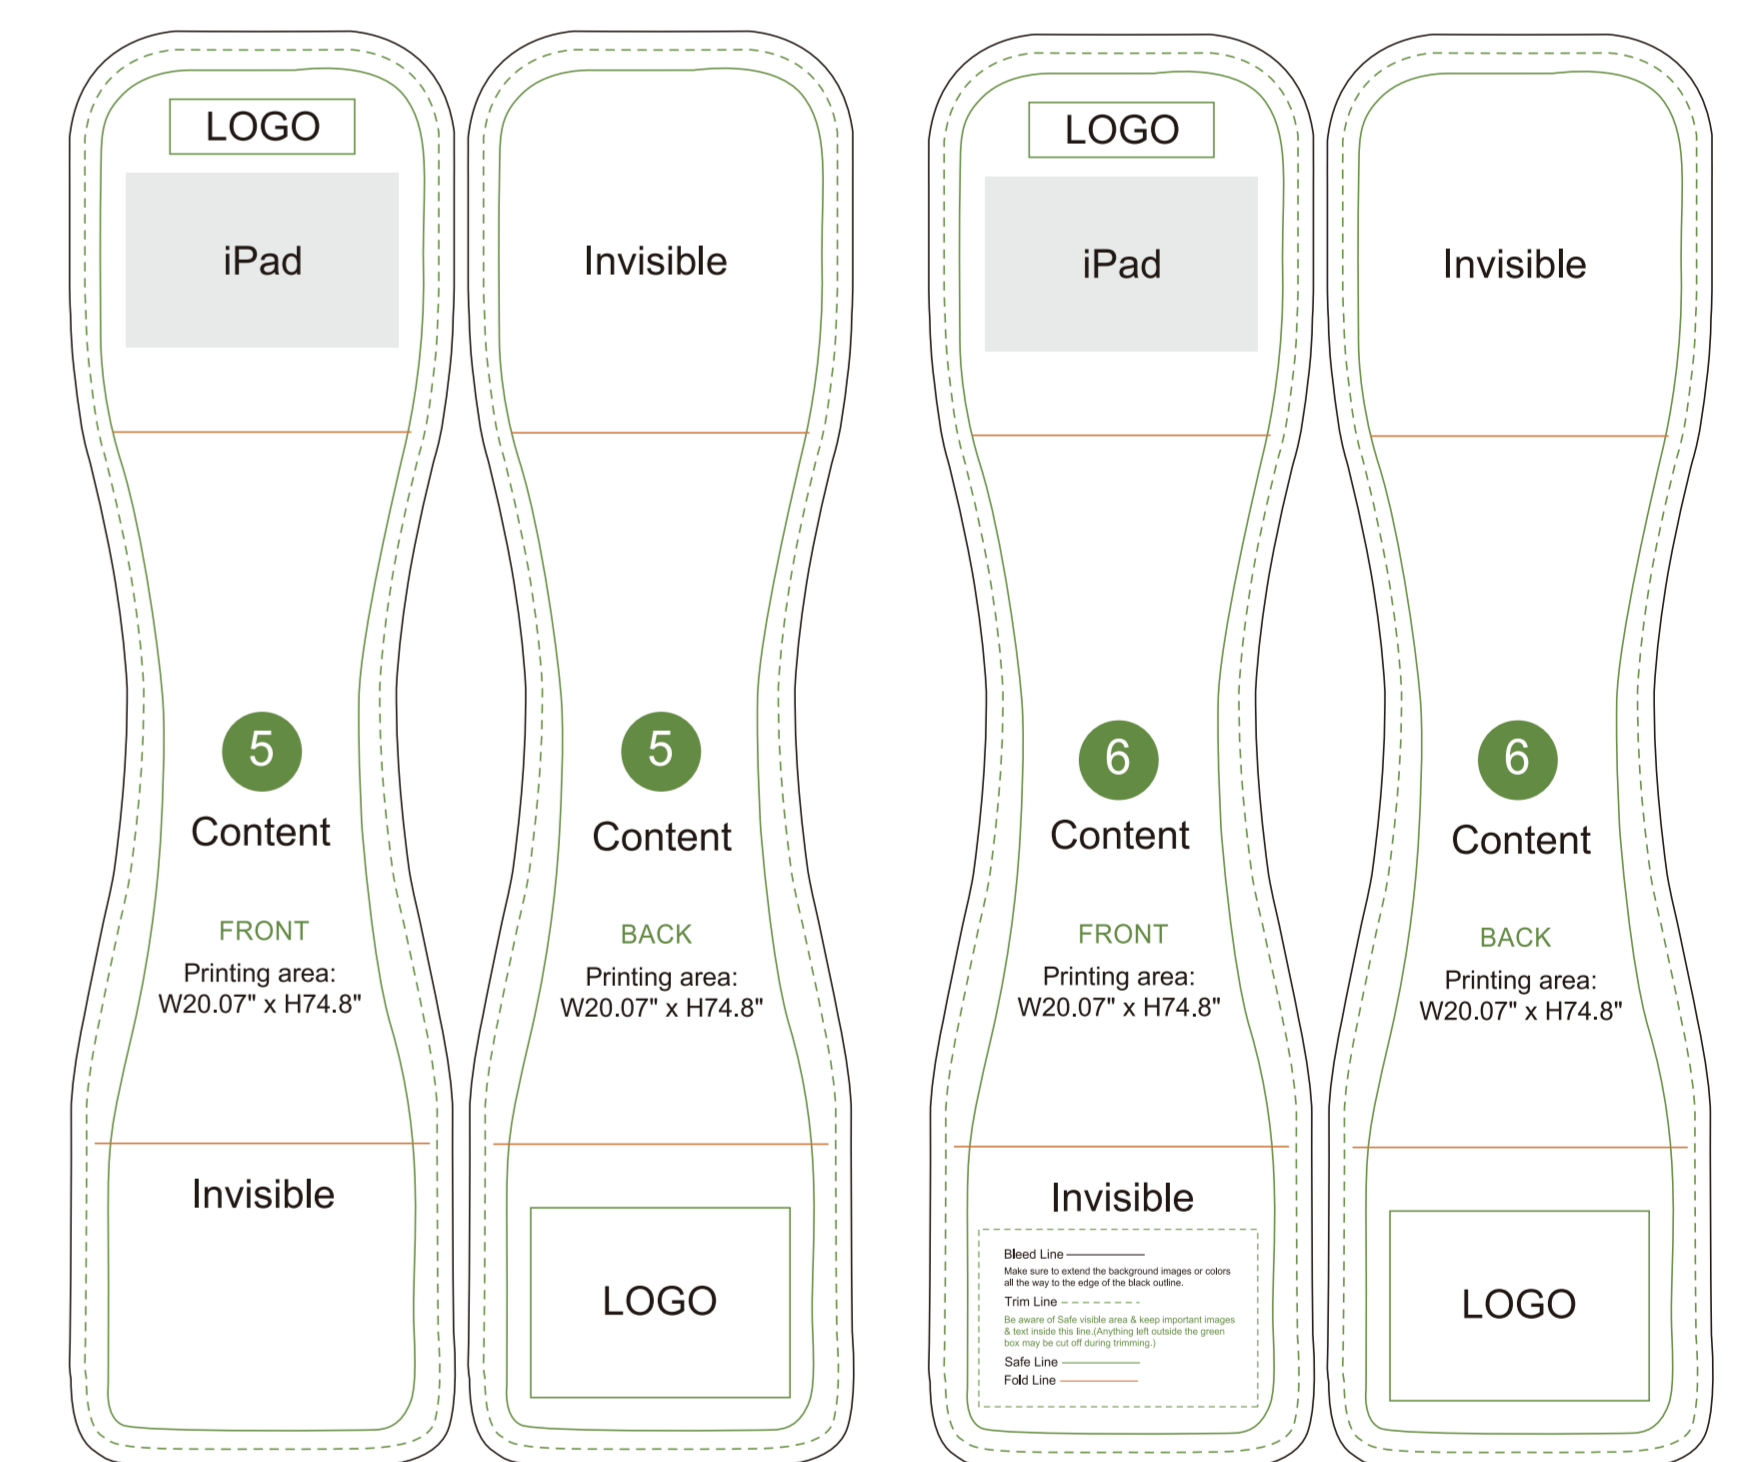 LOGO
iPad
5
Content
FRONT
Printing area:
W20.07" x H74.8"
Invisible
Invisible
5
Content
BACK
Printing area:
W20.07" x H74.8"
LOGO
LOGO
iPad
6
Content
FRONT
Printing area:
W20.07" x H74.8"
Invisible
Bleed Line
Make sure to extend the background images or colors
all the way to the edge of the black outline.
Trim Line
Be aware of Safe visible area & keep important images
& text inside this line.(Anything left outside the green
box may be cut off during trimming.)
Safe Line
Fold Line
Invisible
6
Content
BACK
Printing area:
W20.07" x H74.8"
LOGO